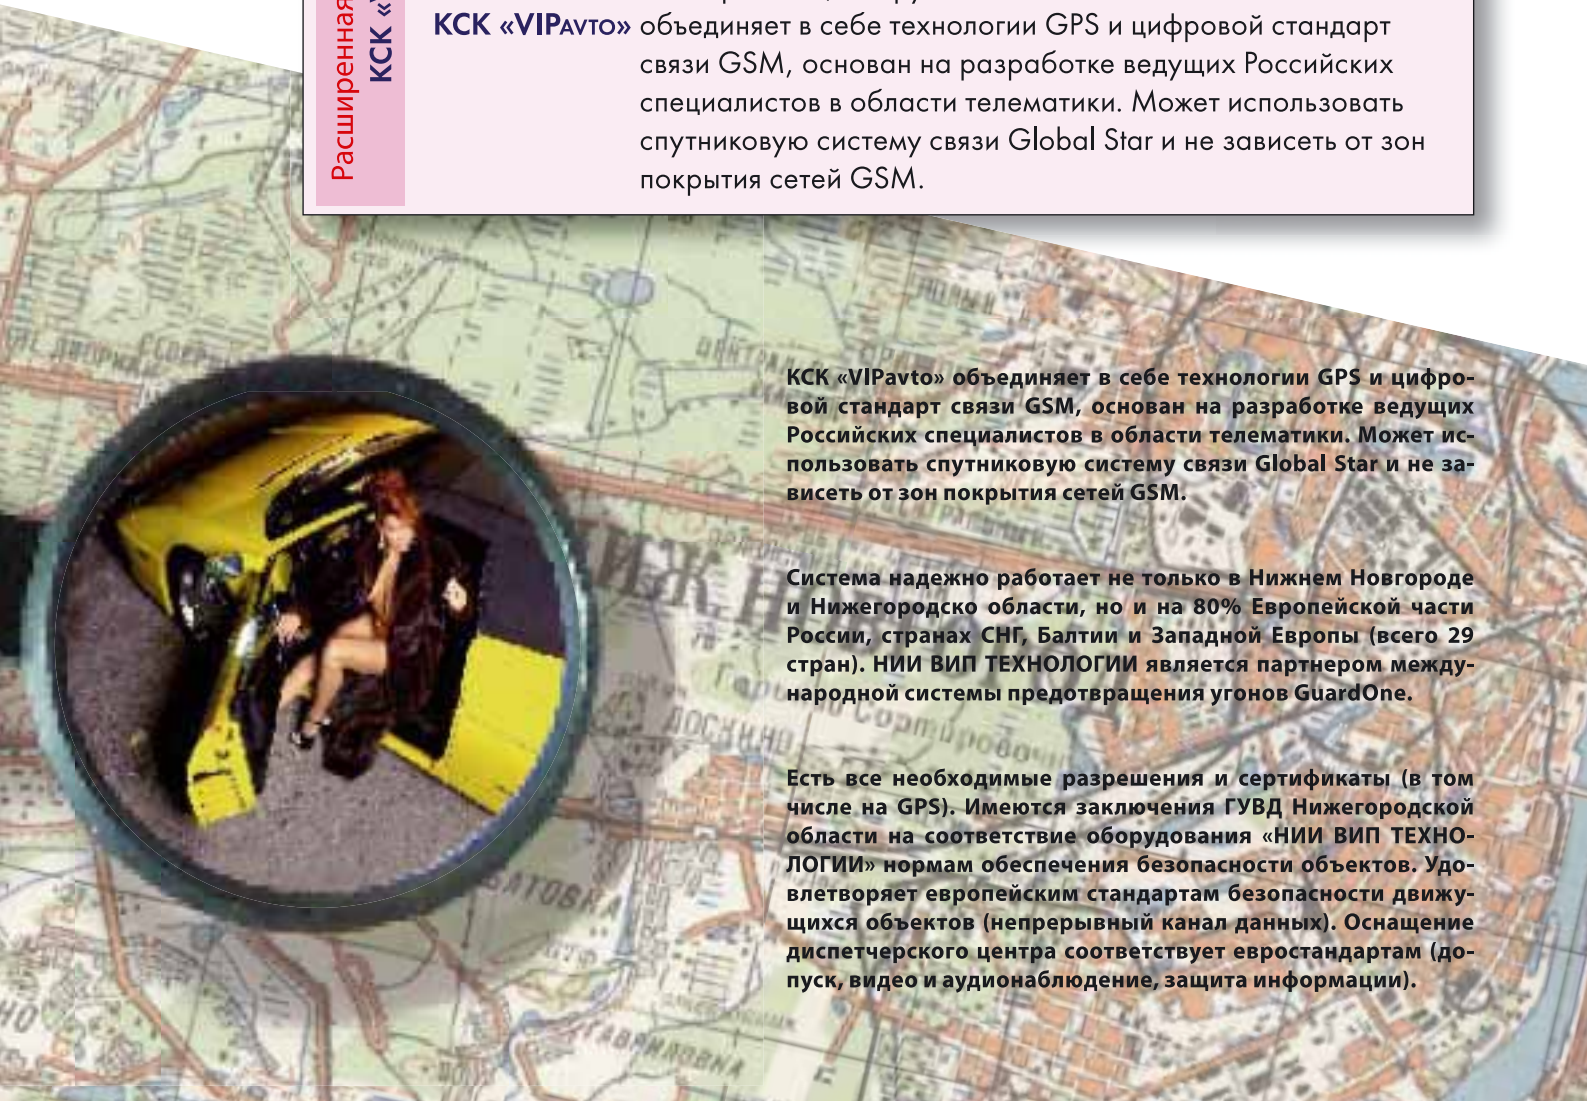 Расширенная
КСК «
КСК «VIPAVTO» объединяет в себе технологии GPS и цифровой стандарт
связи GSM, основан на разработке ведущих Российских
специалистов в области телематики. Может использовать
спутниковую систему связи Global Star и не зависеть от зон
покрытия сетей GSM.
КСК «VIPavto» объединяет в себе технологии GPS и цифро-
вой стандарт связи GSM, основан на разработке ведущих
Российских специалистов в области телематики. Может ис-
пользовать спутниковую систему связи Global Star и не за-
висеть от зон покрытия сетей GSM.
Система надежно работает не только в Нижнем Новгороде
и Нижегородско области, но и на 80% Европейской части
России, странах СНГ, Балтии и Западной Европы (всего 29
стран). НИИ ВИП ТЕХНОЛОГИИ является партнером между-
народной системы предотвращения угонов GuardOne.
Есть все необходимые разрешения и сертификаты (в том
числе на GPS). Имеются заключения ГУВД Нижегородской
области на соответствие оборудования «НИИ ВИП ТЕХНО-
ЛОГИИ» нормам обеспечения безопасности объектов. Удо-
влетворяет европейским стандартам безопасности движу-
щихся объектов (непрерывный канал данных). Оснащение
диспетчерского центра соответствует евростандартам (до-
пуск, видео и аудионаблюдение, защита информации).
ДОСКИНО
ГАВРИЛОВКА